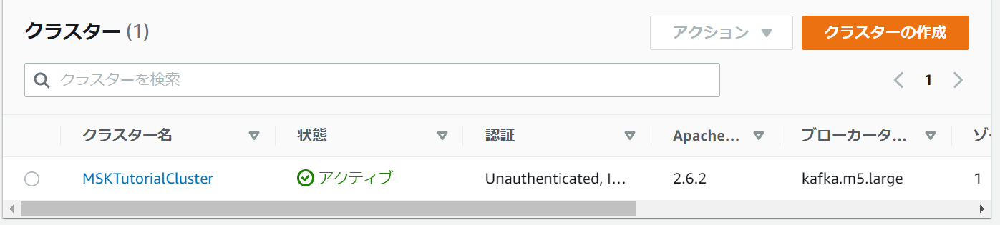 クラスター (1)
アクション
クラスターの作成
クラスターを検索
1
クラスター名 状態 認証 Apache... ブローカータ... ゾ
MSKTutorialCluster アクティブ Unauthenticated, I... 2.6.2 kafka.m5.large 1